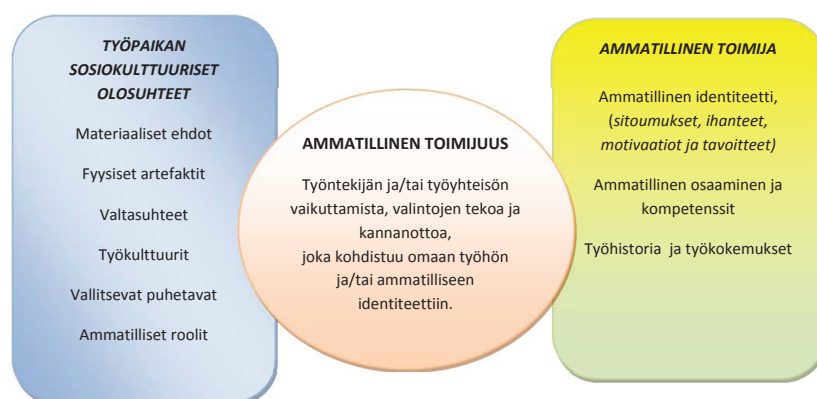 TYÖPAIKAN
SOSIOKULTTUURISET
OLOSUHTEET
Materiaaliset ehdot
Fyysiset artefaktit
Valtasuhteet
Työkulttuurit
Vallitsevat puhetavat
Ammatilliset roolit
AMMATILLINEN TOIMIJUUS
Työntekijän ja/tai työyhteisön
vaikuttamista, valintojen tekoa ja
kannanottoa,
joka kohdistuu omaan työhön
ja/tai ammatilliseen
identiteettiin.
AMMATILLINEN TOIMIJA
Ammatillinen identiteetti,
(sitoumukset, ihanteet,
motivaatiot ja tavoitteet)
Ammatillinen osaaminen ja
kompetenssit
Työhistoria ja työkokemukset